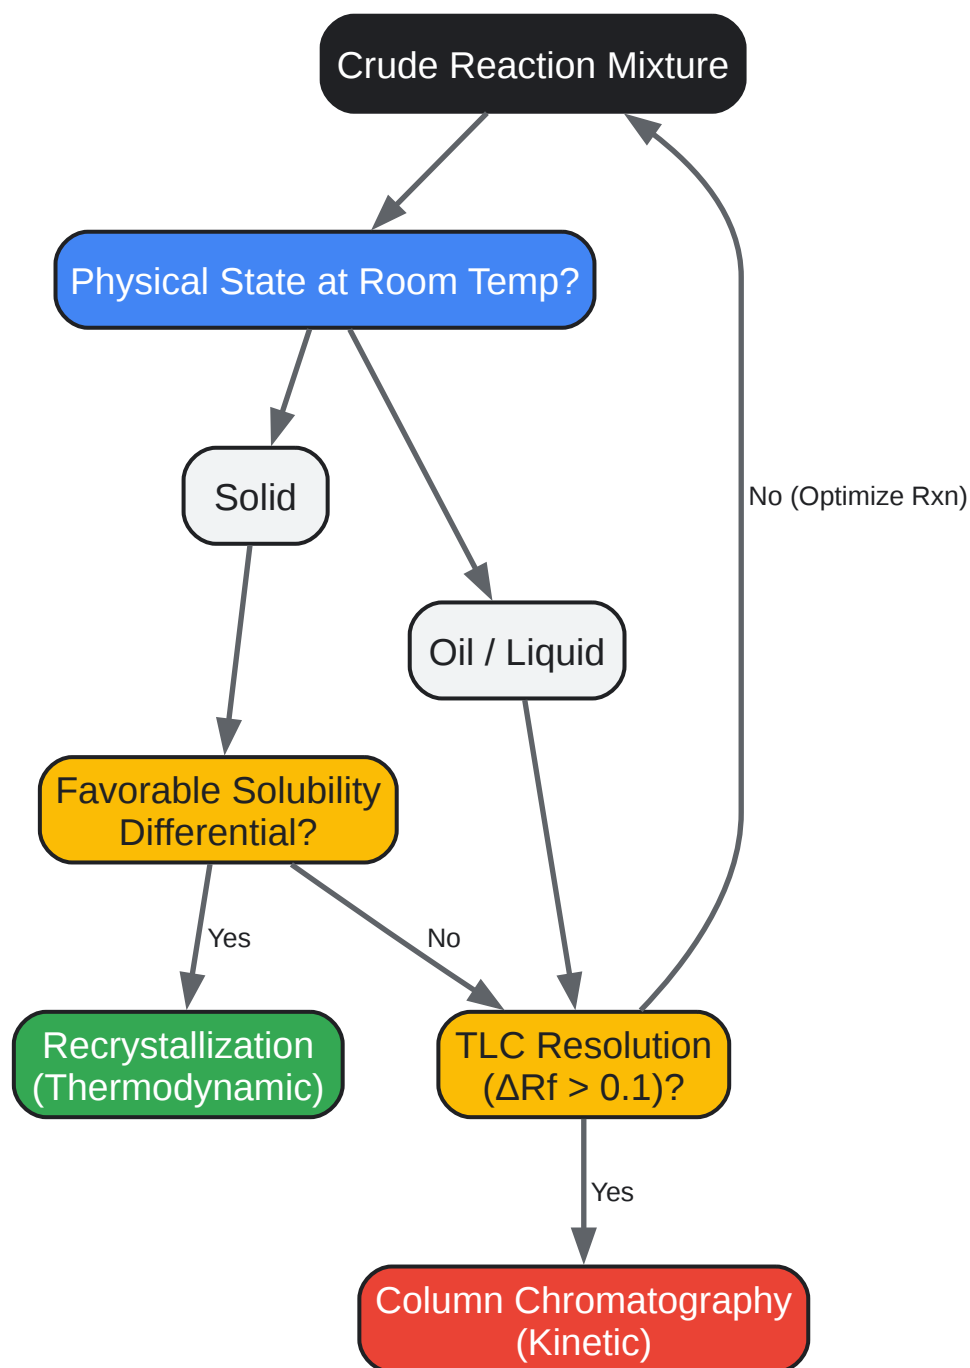 Crude Reaction Mixture
Physical State at Room Temp?
Solid
No (Optimize Rxn)
Oil / Liquid
Favorable Solubility
Differential?
Yes
No
Recrystallization
(Thermodynamic)
TLC Resolution
(ΔRf > 0.1)?
Yes
Column Chromatography
(Kinetic)